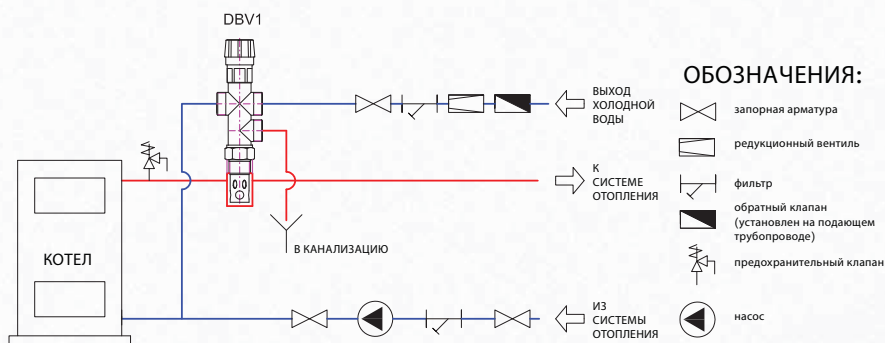 DBV1
ВЫХОД
ХОЛОДНОЙ
ВОДЫ
К
СИСТЕМЕ
ОТОПЛЕНИЯ
В КАНАЛИЗАЦИЮ
КОТЕЛ
ИЗ
СИСТЕМЫ
ОТОПЛЕНИЯ
ОБОЗНАЧЕНИЯ:
запорная арматура
редукционный вентиль
фильтр
обратный клапан
(установлен на подающем
трубопроводе)
предохранительный клапан
насос